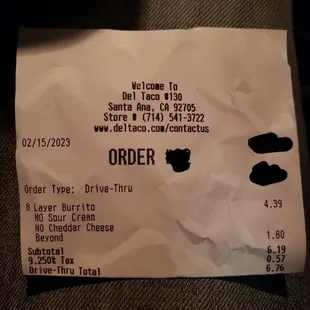 Welcome To
Del Taco #130
Santa Ana, CA 92705
Store # (714) 541-3722
www.deltaco.com/contactus
02/15/2023
ORDER
Order Type: Drive-Thru
8 Layer Burrito 4.39
NO Sour Cream
NO Cheddar Cheese
Beyond 1.80
Subtotal 6.19
9.250% Tax 0.57
Drive-Thru Total 6.76